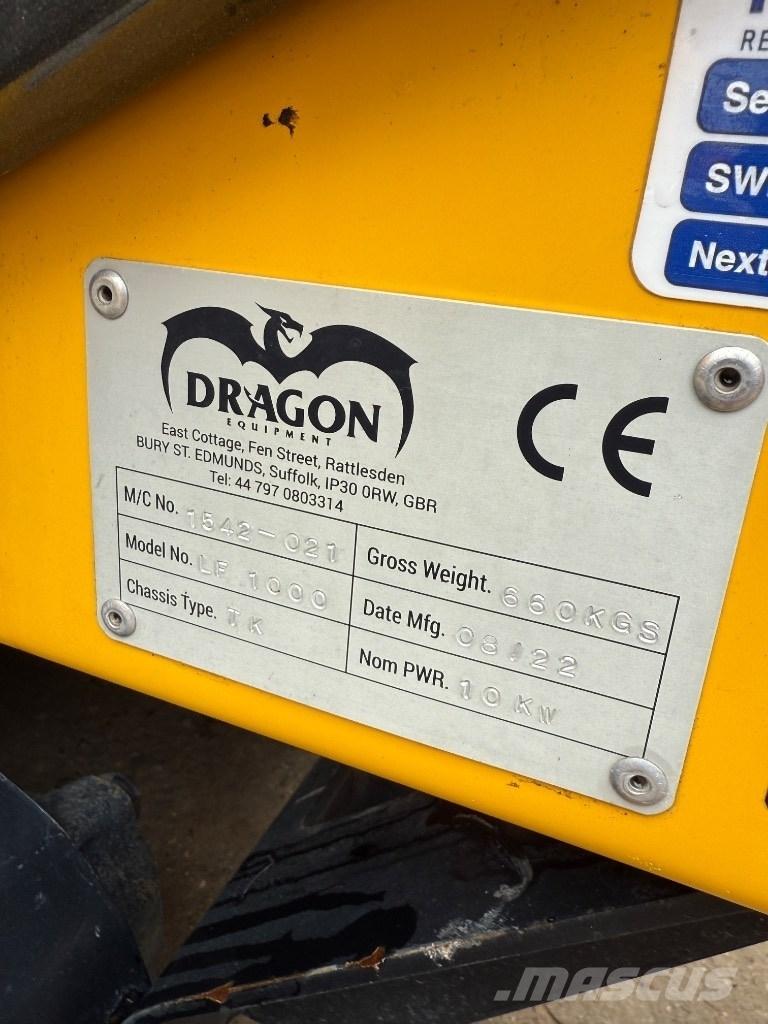 RE
Se
SW
Next
DRAGON
EQUIPMENT
East Cottage, Fen Street, Rattlesden
BURY ST. EDMUNDS, Suffolk, IP30 0RW, GBR
Tel: 44 797 0803314
CE
M/C No. 1542-021
Gross Weight. 660KGS
Model No. LF 1000
Date Mfg. 08/22
Chassis Type. TK
Nom PWR. 10 KW
MASCUS